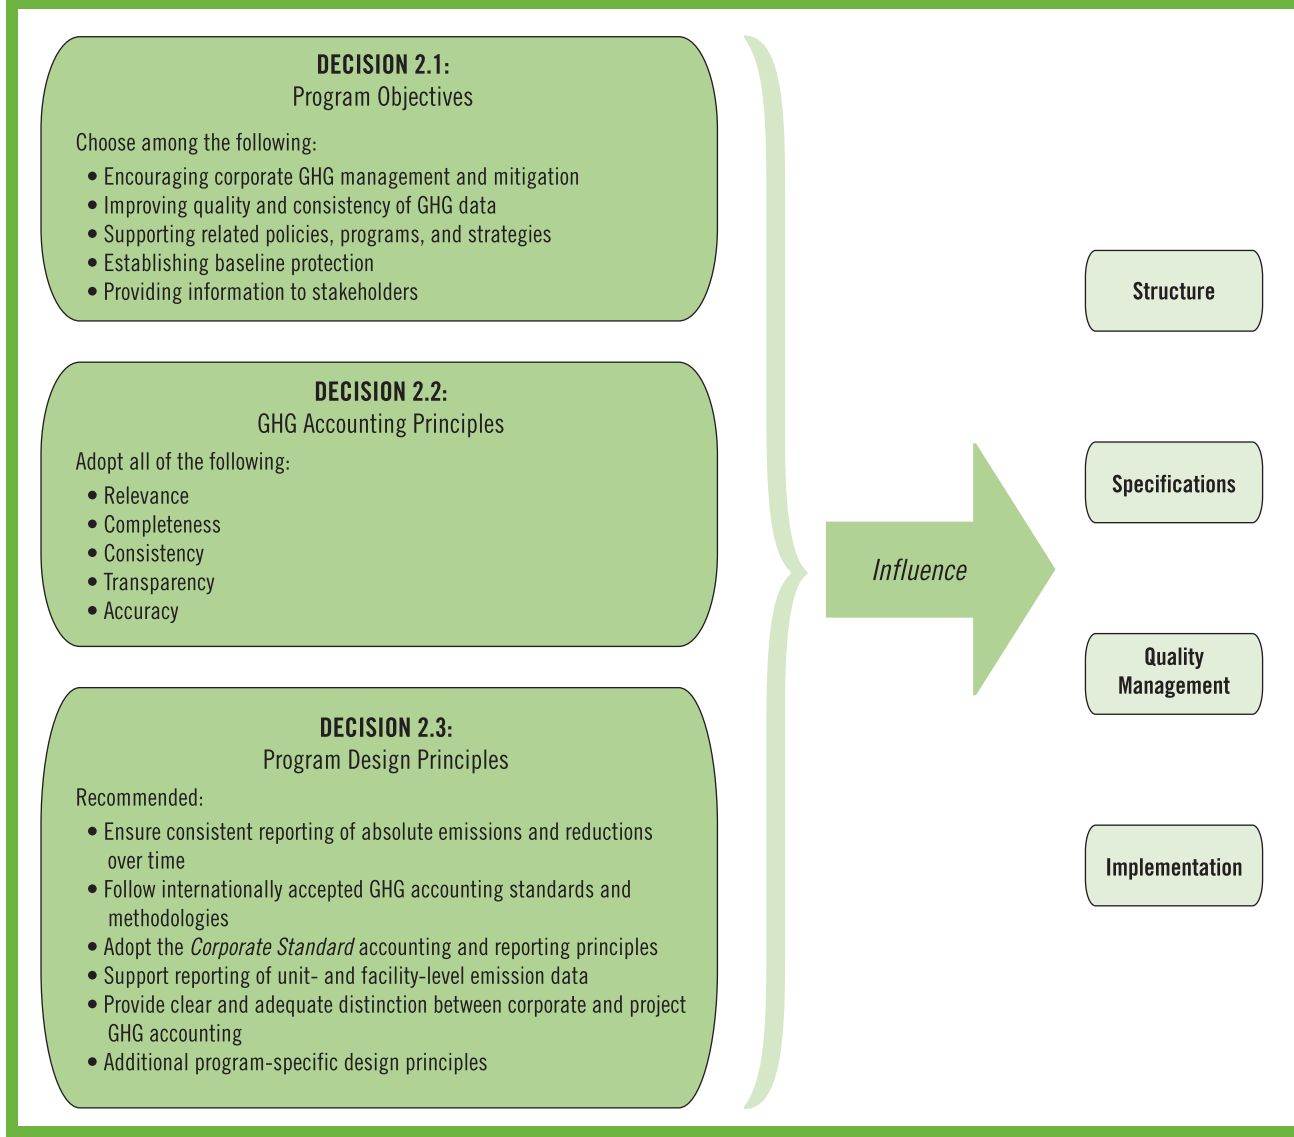 DECISION 2.1:
Program Objectives
Choose among the following:
• Encouraging corporate GHG management and mitigation
• Improving quality and consistency of GHG data
• Supporting related policies, programs, and strategies
• Establishing baseline protection
• Providing information to stakeholders
DECISION 2.2:
GHG Accounting Principles
Adopt all of the following:
• Relevance
• Completeness
• Consistency
• Transparency
• Accuracy
DECISION 2.3:
Program Design Principles
Recommended:
• Ensure consistent reporting of absolute emissions and reductions
over time
• Follow internationally accepted GHG accounting standards and
methodologies
• Adopt the Corporate Standard accounting and reporting principles
• Support reporting of unit- and facility-level emission data
• Provide clear and adequate distinction between corporate and project
GHG accounting
• Additional program-specific design principles
Influence
Structure
Specifications
Quality
Management
Implementation